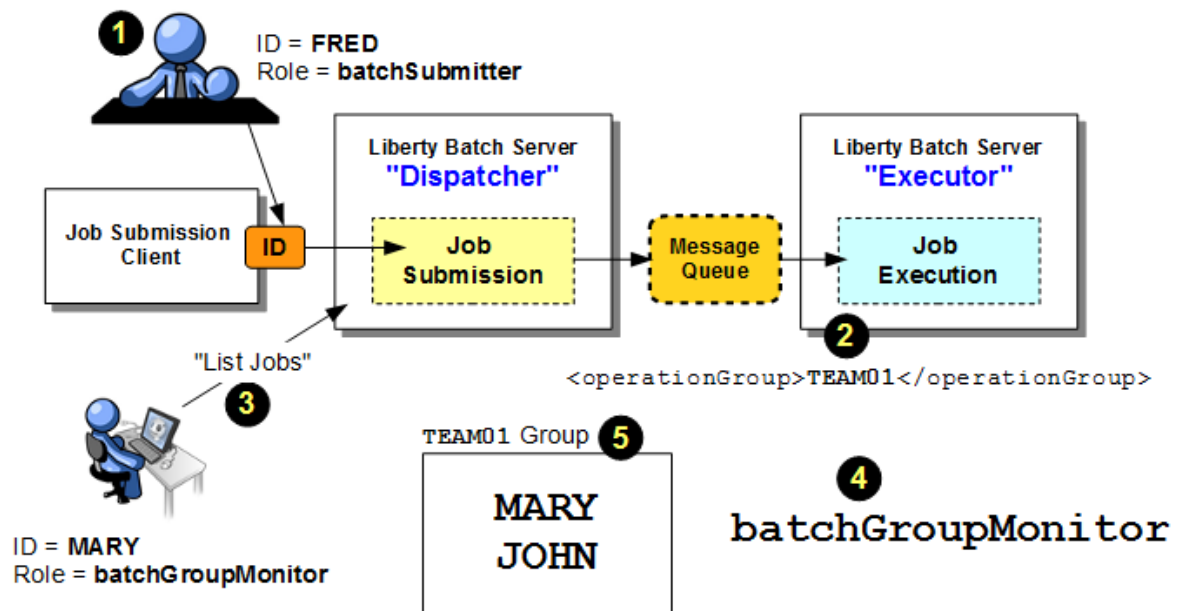 1
ID = FRED
Role = batchSubmitter
Liberty Batch Server
"Dispatcher"
Liberty Batch Server
"Executor"
Job Submission
Client
ID
Job
Submission
Message
Queue
Job
Execution
2
<operationGroup>TEAM01</operationGroup>
"List Jobs"
3
ID = MARY
Role = batchGroupMonitor
TEAM01 Group
5
MARY
JOHN
4
batchGroupMonitor